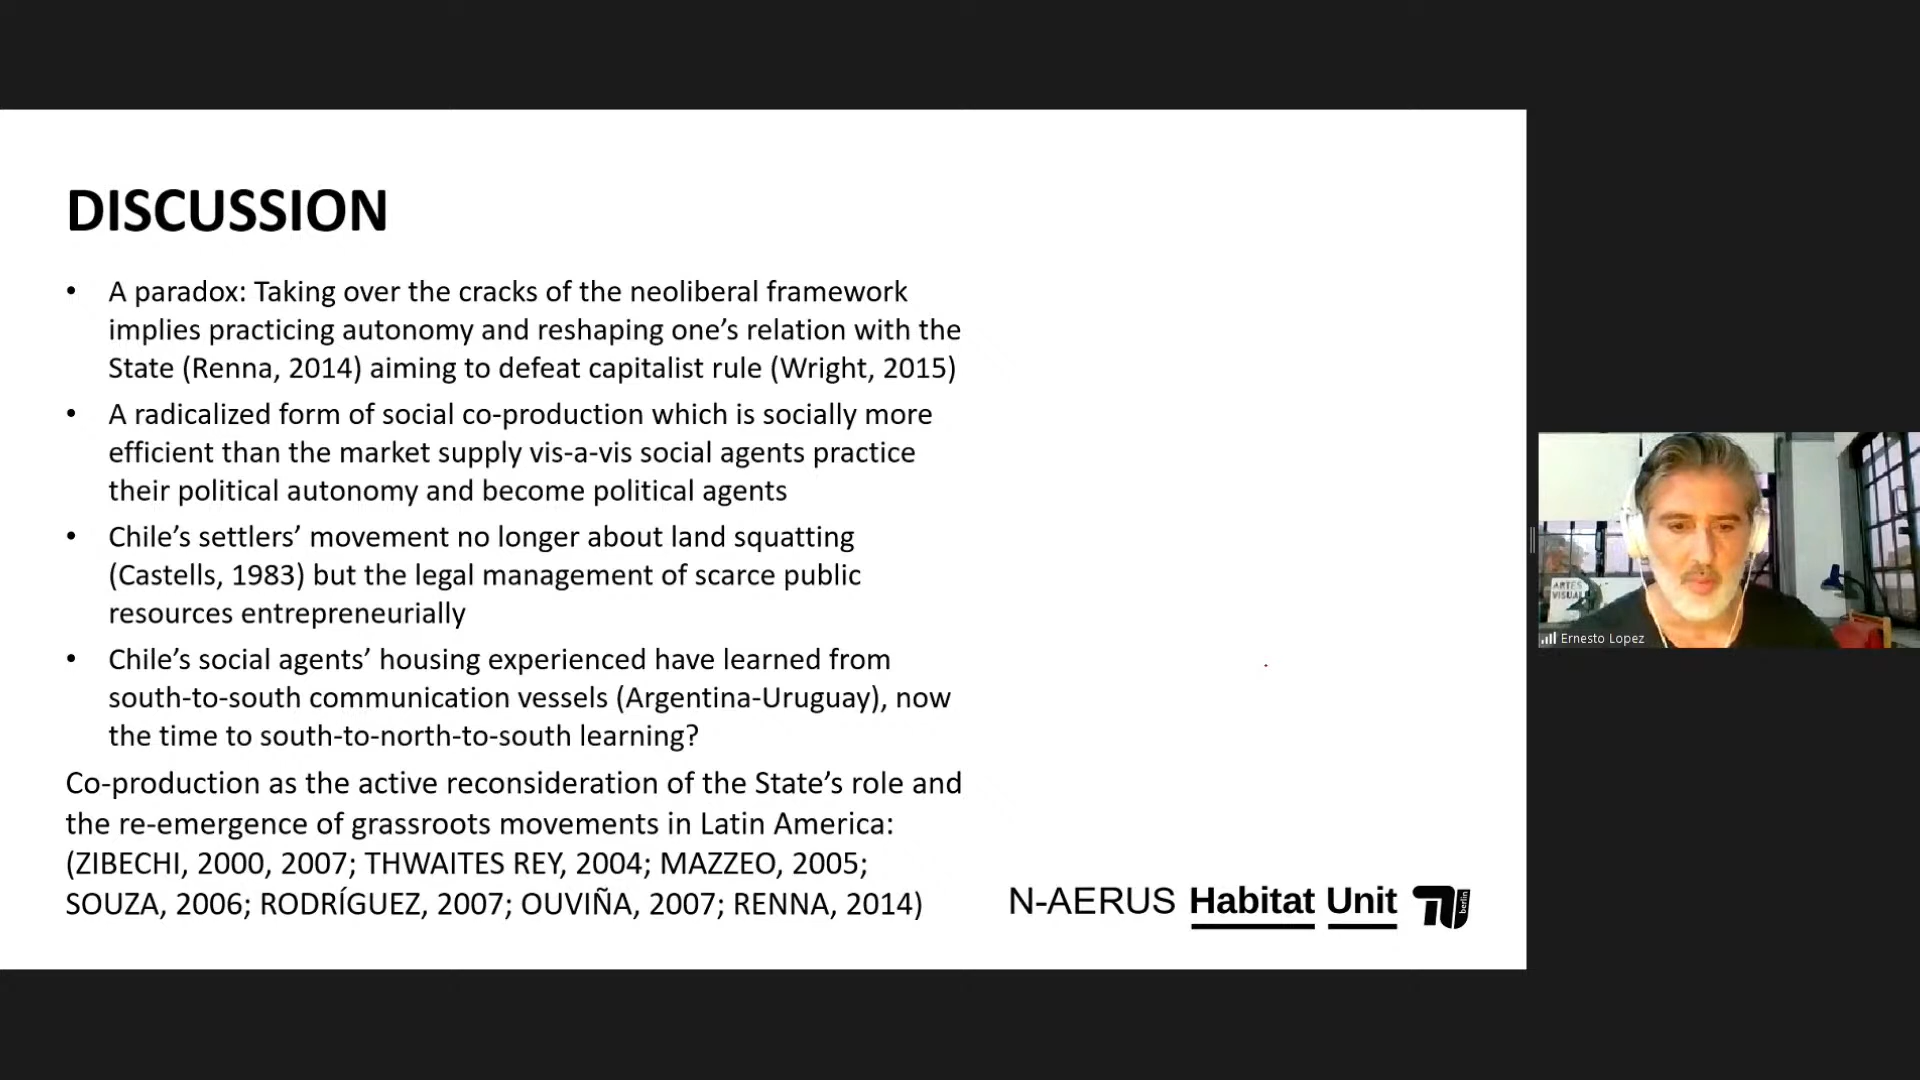 DISCUSSION
• A paradox: Taking over the cracks of the neoliberal framework
implies practicing autonomy and reshaping one’s relation with the
State (Renna, 2014) aiming to defeat capitalist rule (Wright, 2015)
• A radicalized form of social co-production which is socially more
efficient than the market supply vis-a-vis social agents practice
their political autonomy and become political agents
• Chile’s settlers’ movement no longer about land squatting
(Castells, 1983) but the legal management of scarce public
resources entrepreneurially
• Chile’s social agents’ housing experienced have learned from
south-to-south communication vessels (Argentina-Uruguay), now
the time to south-to-north-to-south learning?
Co-production as the active reconsideration of the State’s role and
the re-emergence of grassroots movements in Latin America:
(ZIBECHI, 2000, 2007; THWAITES REY, 2004; MAZZEO, 2005;
SOUZA, 2006; RODRÍGUEZ, 2007; OUVIÑA, 2007; RENNA, 2014)
N-AERUS Habitat Unit
berlin
ARTES
VISUAL
Ernesto Lopez